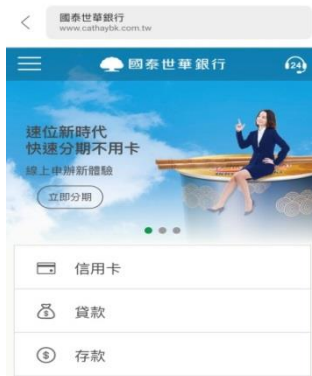 國泰世華銀行
www.cathaybk.com.tw
國泰世華銀行
24
速位新時代
快速分期不用卡
線上申辦新體驗
立即分期
信用卡
貸款
存款